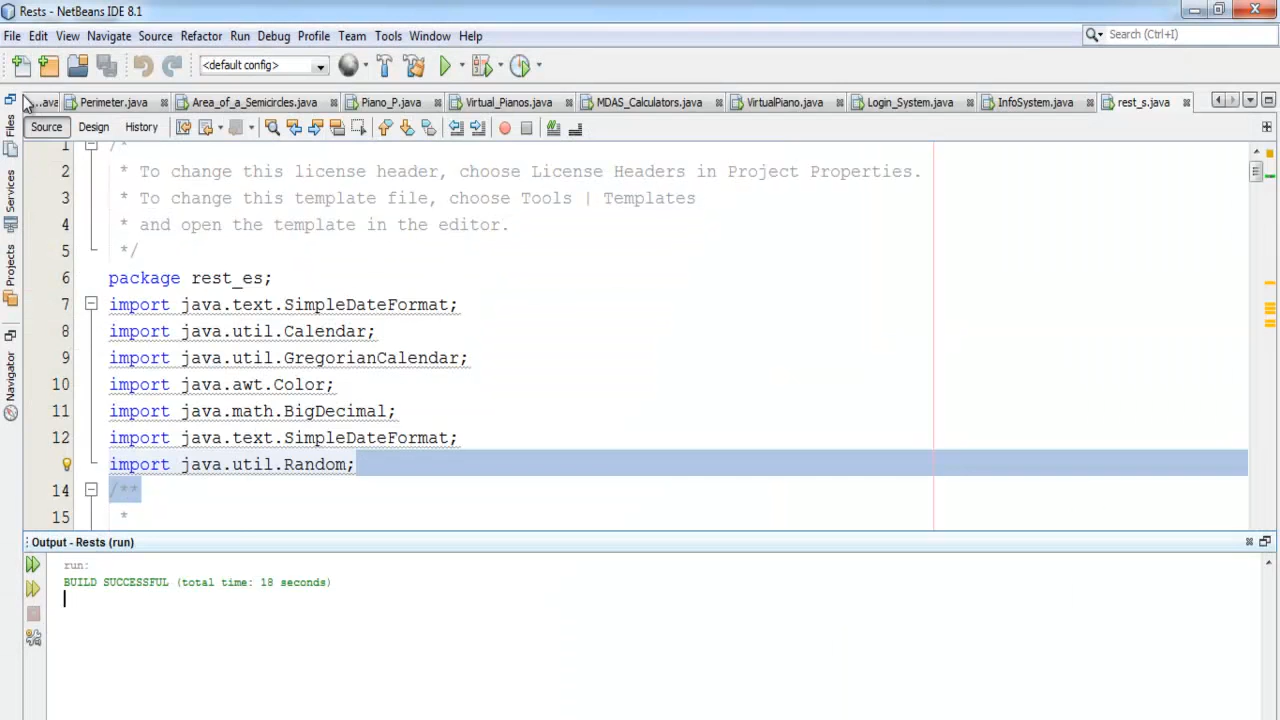 Rests - NetBeans IDE 8.1
File Edit View Navigate Source Refactor Run Debug Profile Team Tools Window Help
Search (Ctrl+I)
<default config>
...ava Perimeter.java Area_of_a_Semicircles.java Piano_P.java Virtual_Pianos.java MDAS_Calculators.java VirtualPiano.java Login_System.java InfoSystem.java rest_s.java
Source Design History
Files
Services
Projects
Navigator
1 /*
2 * To change this license header, choose License Headers in Project Properties.
3 * To change this template file, choose Tools | Templates
4 * and open the template in the editor.
5 */
6 package rest_es;
7 import java.text.SimpleDateFormat;
8 import java.util.Calendar;
9 import java.util.GregorianCalendar;
10 import java.awt.Color;
11 import java.math.BigDecimal;
12 import java.text.SimpleDateFormat;
import java.util.Random;
14 /**
15 *
Output - Rests (run)
run:
BUILD SUCCESSFUL (total time: 18 seconds)